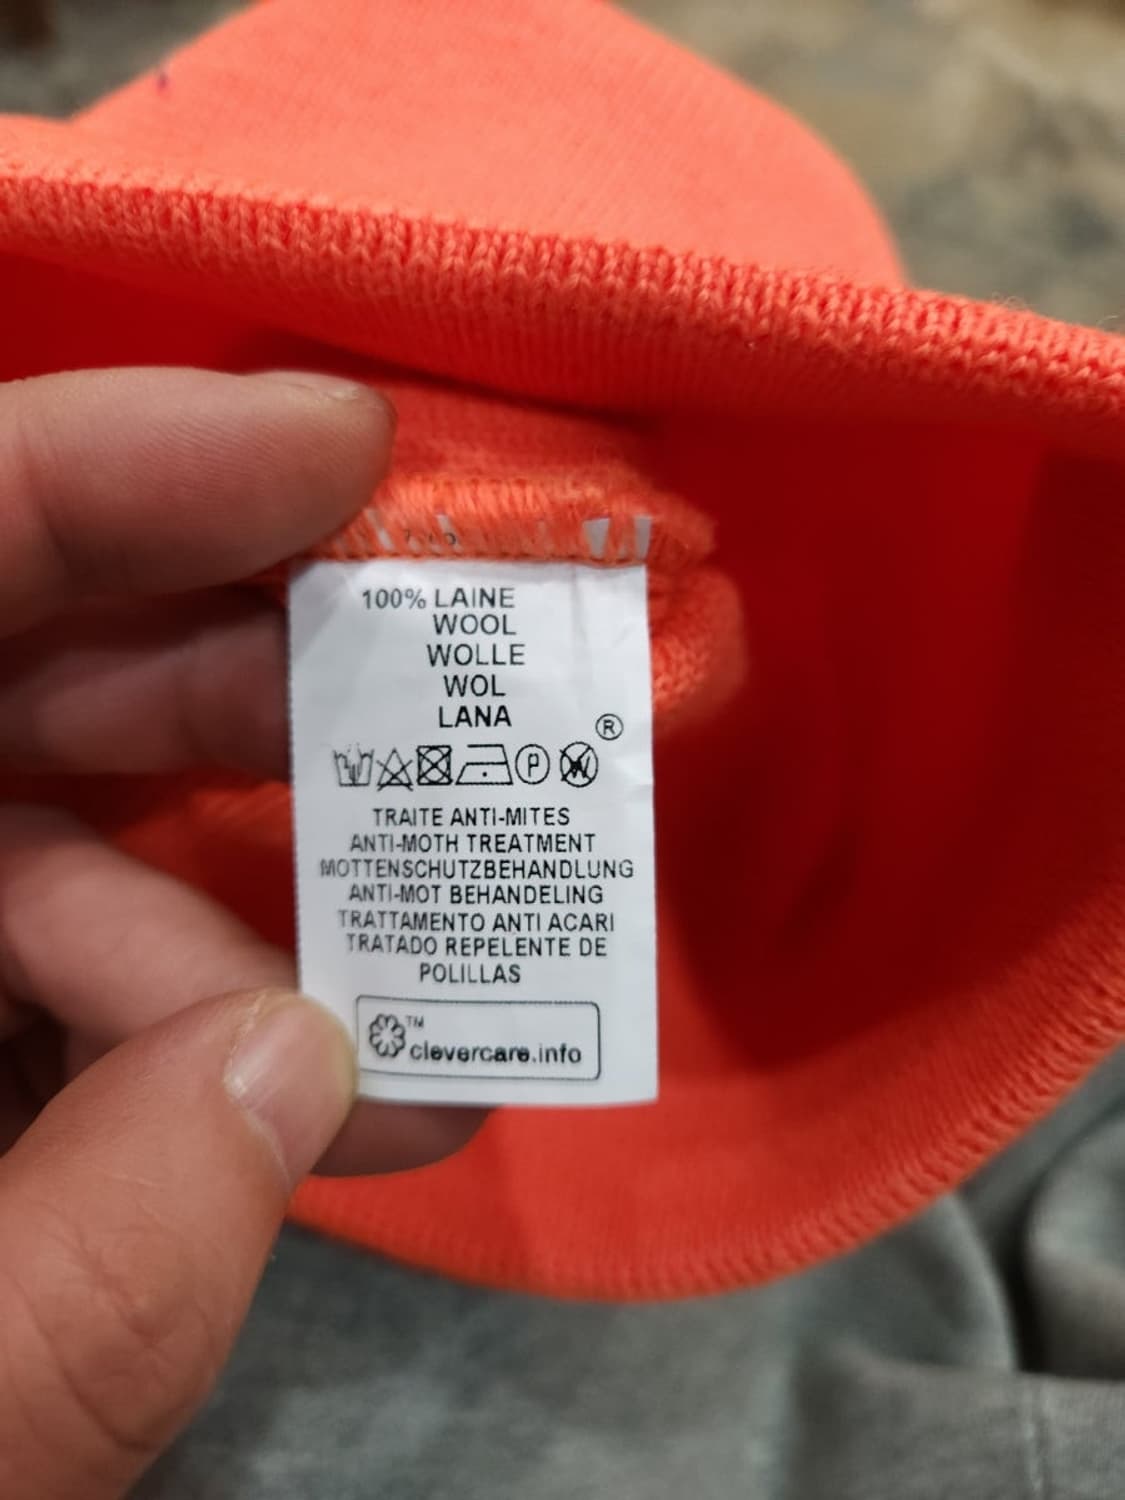 100% LAINE
WOOL
WOLLE
WOL
LANA
®
P
W
TRAITE ANTI-MITES
ANTI-MOTH TREATMENT
MOTTENSCHUTZBEHANDLUNG
ANTI-MOT BEHANDELING
TRATTAMENTO ANTI ACARI
TRATADO REPELENTE DE
POLILLAS
™
clevercare.info